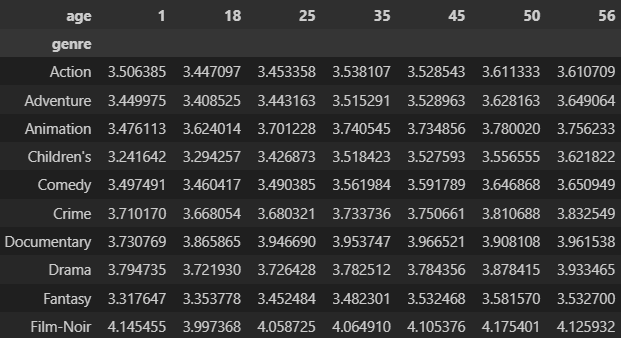 age 1 18 25 35 45 50 56
genre
Action 3.506385 3.447097 3.453358 3.538107 3.528543 3.611333 3.610709
Adventure 3.449975 3.408525 3.443163 3.515291 3.528963 3.628163 3.649064
Animation 3.476113 3.624014 3.701228 3.740545 3.734856 3.780020 3.756233
Children's 3.241642 3.294257 3.426873 3.518423 3.527593 3.556555 3.621822
Comedy 3.497491 3.460417 3.490385 3.561984 3.591789 3.646868 3.650949
Crime 3.710170 3.668054 3.680321 3.733736 3.750661 3.810688 3.832549
Documentary 3.730769 3.865865 3.946690 3.953747 3.966521 3.908108 3.961538
Drama 3.794735 3.721930 3.726428 3.782512 3.784356 3.878415 3.933465
Fantasy 3.317647 3.353778 3.452484 3.482301 3.532468 3.581570 3.532700
Film-Noir 4.145455 3.997368 4.058725 4.064910 4.105376 4.175401 4.125932